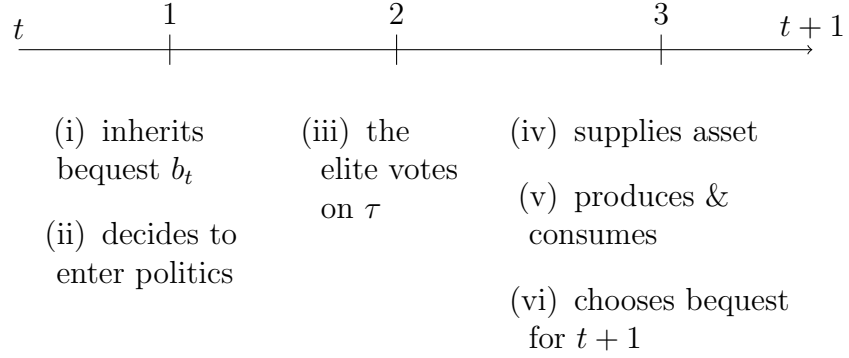 t 1 2 3 t + 1
(i) inherits
bequest b_t
(ii) decides to
enter politics
(iii) the
elite votes
on τ
(iv) supplies asset
(v) produces &
consumes
(vi) chooses bequest
for t + 1